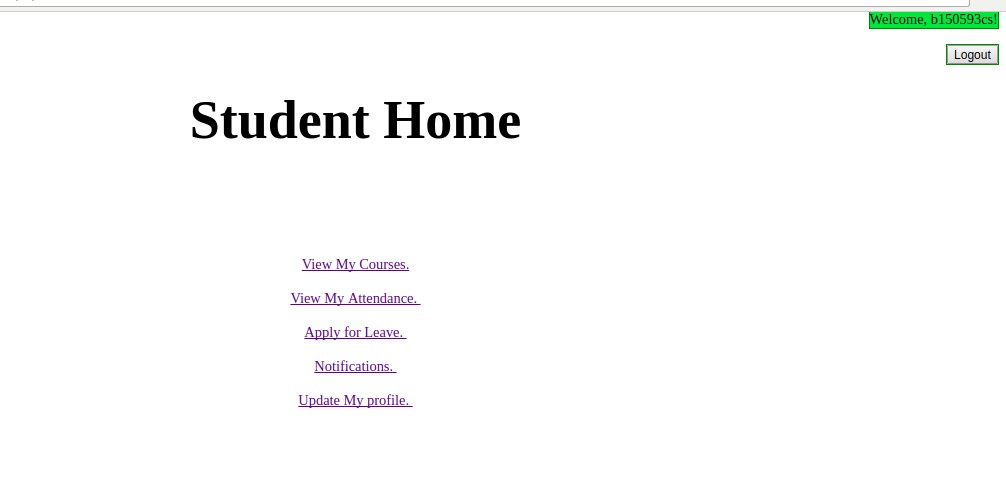 Welcome, b150593cs!
Logout
Student Home
View My Courses.
View My Attendance.
Apply for Leave.
Notifications.
Update My profile.